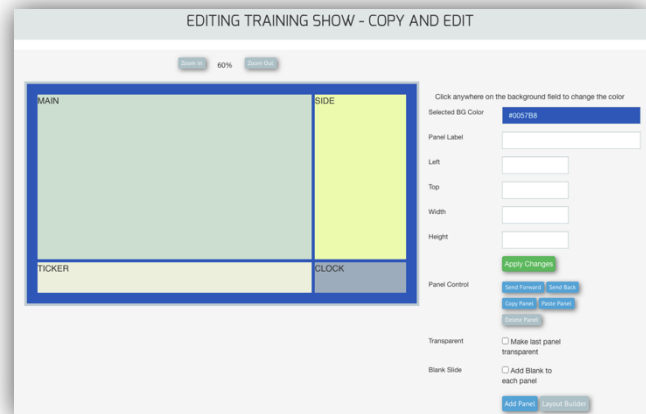 EDITING TRAINING SHOW - COPY AND EDIT
Zoom In 60% Zoom Out
Click anywhere on the background field to change the color
MAIN
SIDE
TICKER
CLOCK
Selected BG Color #0057B8
Panel Label
Left
Top
Width
Height
Apply Changes
Panel Control Send Forward Send Back
Copy Panel Paste Panel
Delete Panel
Transparent Make last panel
transparent
Blank Slide Add Blank to
each panel
Add Panel Layout Builder